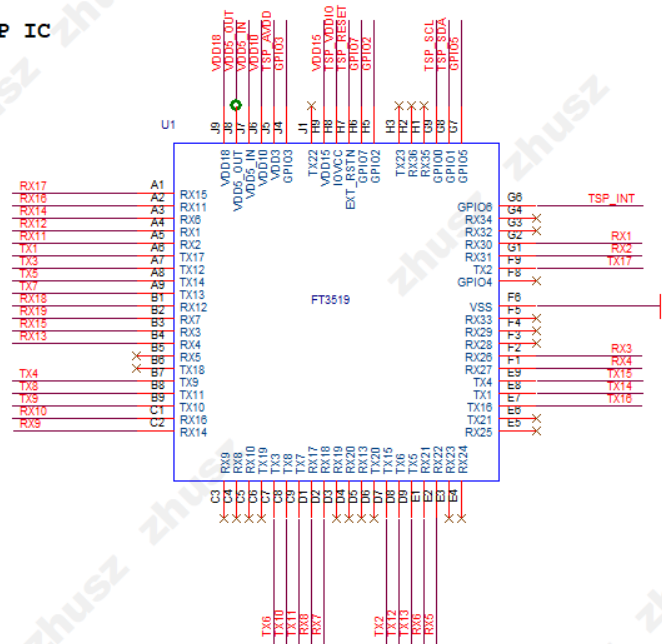 P IC
VDD18
VDD5_OUT
VDD5_IN
VDD10
TSP_AVDD
GPIO3
VDD15
TSP_VDDIO
TSP_RESET
GPIO7
GPIO2
TSP_SCL
TSP_SDA
GPIO5
U1
J9 J8 J7 J6 J5 J4 J1 H9 H8 H7 H6 H5 H3 H2 H1 G9 G8 G7
VDD18
VDD5_OUT
VDD5_IN
VDD10
VDD3
GPIO3
TX22
VDD15
IOVCC
EXT_RSTN
GPIO7
GPIO2
TX23
RX36
RX35
GPIO0
GPIO1
GPIO5
RX17 A1 RX15
RX16 A2 RX11
RX14 A3 RX6
RX12 A4 RX1
RX11 A5 RX2
TX1 A6 TX17
TX3 A7 TX12
TX5 A8 TX14
TX7 A9 TX13
RX18 B1 RX12
RX19 B2 RX7
RX15 B3 RX3
RX13 B4 RX4
B5 RX5
B6 TX18
TX4 B7 TX9
TX8 B8 TX11
TX9 B9 TX10
RX10 C1 RX16
RX9 C2 RX14
FT3519
GPIO6 G6 TSP_INT
RX34 G4
RX32 G3
RX30 G2 RX1
RX31 G1 RX2
TX2 F9 TX17
GPIO4 F8
VSS F6
RX33 F5
RX29 F4
RX28 F3
RX26 F2 RX3
RX27 F1 RX4
TX4 E9 TX15
TX1 E8 TX14
TX16 E7 TX16
TX21 E6
RX25 E5
RX9
RX8
RX10
TX19
TX3
TX8
TX7
RX17
RX18
RX19
RX20
RX13
TX20
TX15
TX6
TX5
RX21
RX22
RX23
RX24
C3 C4 C5 C6 C7 C8 C9 D1 D2 D3 D4 D5 D6 D7 D8 D9 E1 E2 E3 E4
TX6
TX10
TX11
RX8
RX7
TX2
TX12
TX13
RX6
RX5
zhusz
zhusz
zhusz
zhusz